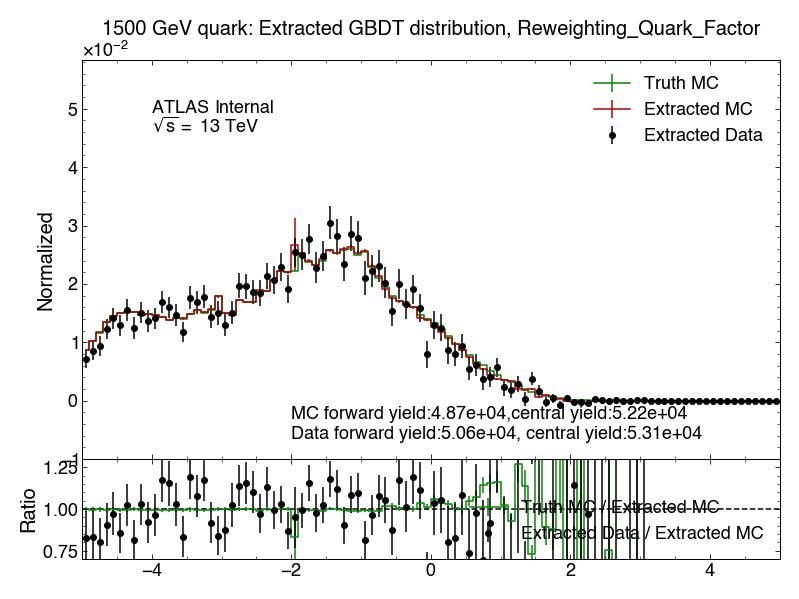 1500 GeV quark: Extracted GBDT distribution, Reweighting_Quark_Factor
×10−2
ATLAS Internal
√s = 13 TeV
Truth MC
Extracted MC
Extracted Data
Normalized
5
4
3
2
1
0
MC forward yield:4.87e+04,central yield:5.22e+04
Data forward yield:5.06e+04, central yield:5.31e+04
1
Ratio
1.25
1.00
0.75
Truth MC / Extracted MC
Extracted Data / Extracted MC
−4 −2 0 2 4